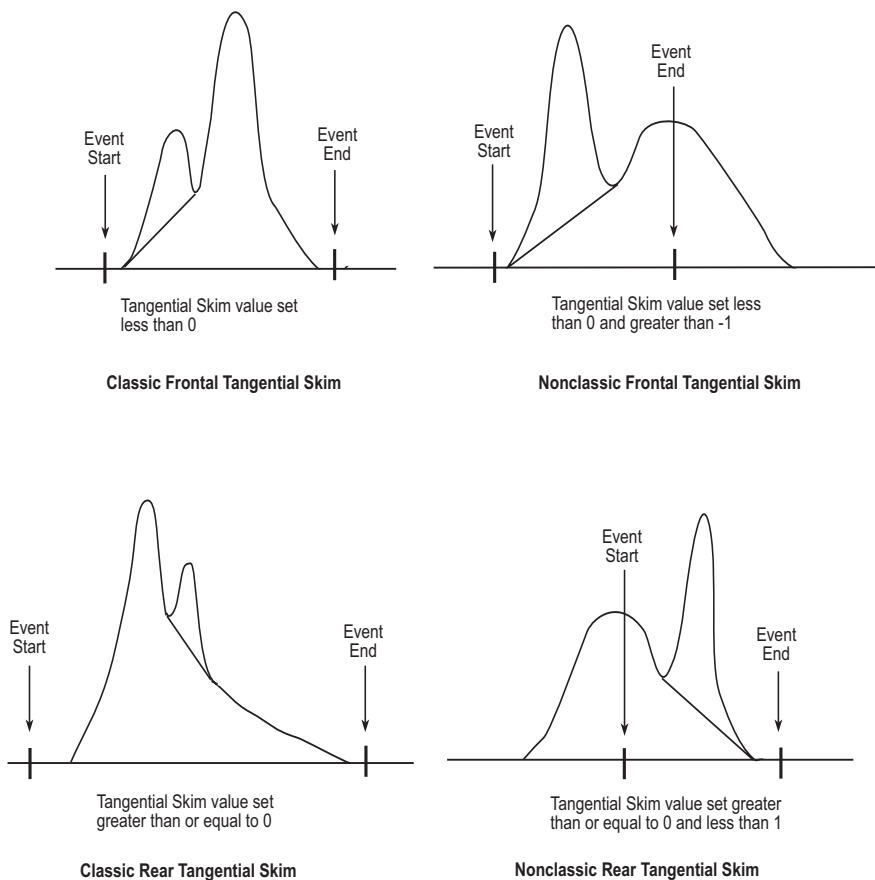 Event
Start
Event
End
Tangential Skim value set
less than 0
Classic Frontal Tangential Skim
Event
Start
Event
End
Tangential Skim value set less
than 0 and greater than -1
Nonclassic Frontal Tangential Skim
Event
Start
Event
End
Tangential Skim value set
greater than or equal to 0
Classic Rear Tangential Skim
Event
Start
Event
End
Tangential Skim value set greater
than or equal to 0 and less than 1
Nonclassic Rear Tangential Skim